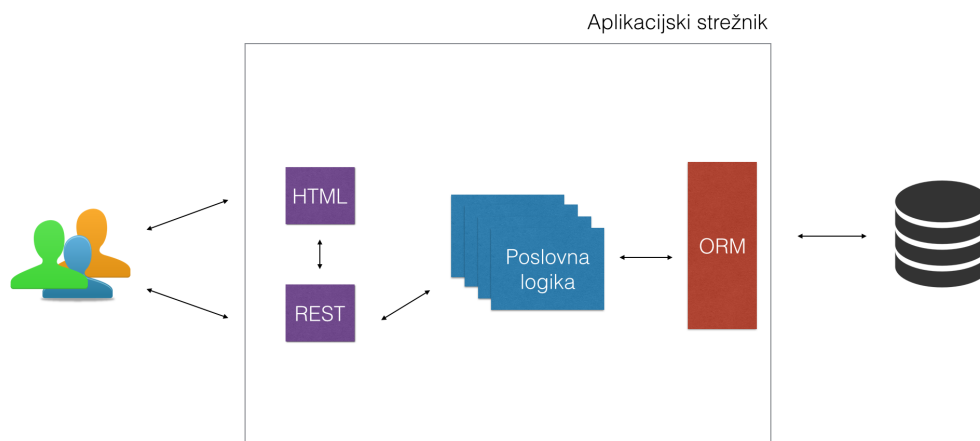 Aplikacijski strežnik
HTML
REST
Poslovna
logika
ORM